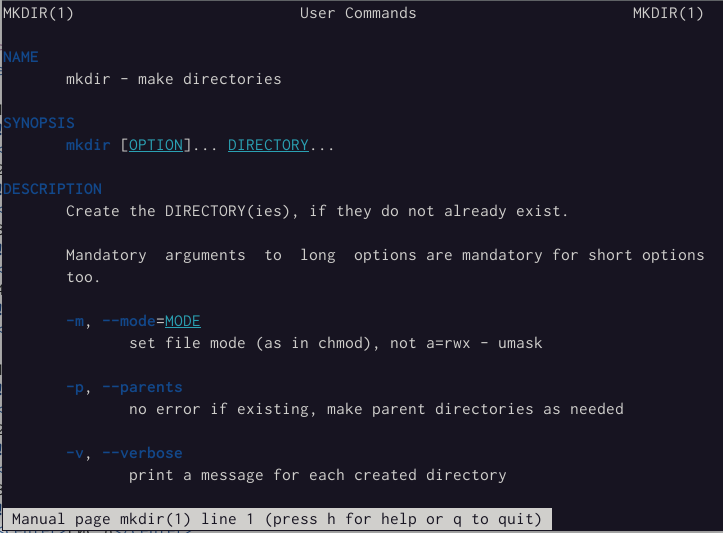 MKDIR(1) User Commands MKDIR(1)
NAME
mkdir - make directories
SYNOPSIS
mkdir [OPTION]... DIRECTORY...
DESCRIPTION
Create the DIRECTORY(ies), if they do not already exist.
Mandatory arguments to long options are mandatory for short options
too.
-m, --mode=MODE
set file mode (as in chmod), not a=rwx - umask
-p, --parents
no error if existing, make parent directories as needed
-v, --verbose
print a message for each created directory
Manual page mkdir(1) line 1 (press h for help or q to quit)